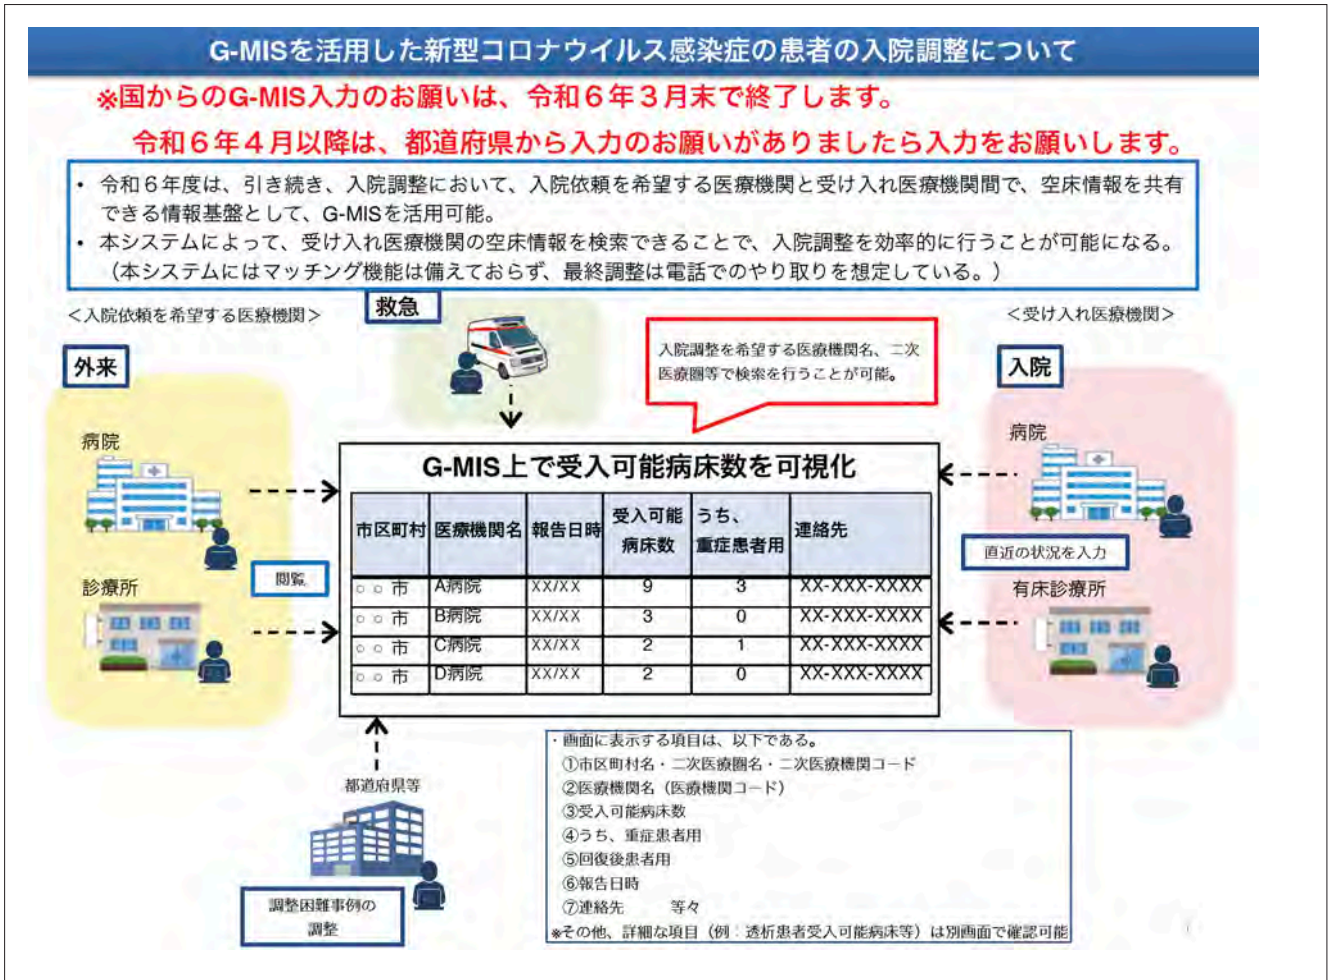 G-MISを活用した新型コロナウイルス感染症の患者の入院調整について
※国からのG-MIS入力のお願いは、令和６年３月末で終了します。
令和６年４月以降は、都道府県から入力のお願いがありましたら入力をお願いします。
• 令和６年度は、引き続き、入院調整において、入院依頼を希望する医療機関と受け入れ医療機関間で、空床情報を共有
できる情報基盤として、G-MISを活用可能。
• 本システムによって、受け入れ医療機関の空床情報を検索できることで、入院調整を効率的に行うことが可能になる。
（本システムにはマッチング機能は備えておらず、最終調整は電話でのやり取りを想定している。）
＜入院依頼を希望する医療機関＞
救急
＜受け入れ医療機関＞
外来
入院調整を希望する医療機関名、二次
医療圏等で検索を行うことが可能。
入院
病院
病院
G-MIS上で受入可能病床数を可視化
市区町村 医療機関名 報告日時 受入可能病床数 うち、重症患者用 連絡先
○ ○ 市 A病院 XX/XX 9 3 XX-XXX-XXXX
○ ○ 市 B病院 XX/XX 3 0 XX-XXX-XXXX
○ ○ 市 C病院 XX/XX 2 1 XX-XXX-XXXX
○ ○ 市 D病院 XX/XX 2 0 XX-XXX-XXXX
閲覧
診療所
直近の状況を入力
有床診療所
都道府県等
調整困難事例の
調整
・画面に表示する項目は、以下である。
①市区町村名・二次医療圏名・二次医療機関コード
②医療機関名（医療機関コード）
③受入可能病床数
④うち、重症患者用
⑤回復後患者用
⑥報告日時
⑦連絡先 等々
※その他、詳細な項目（例：透析患者受入可能病床等）は別画面で確認可能